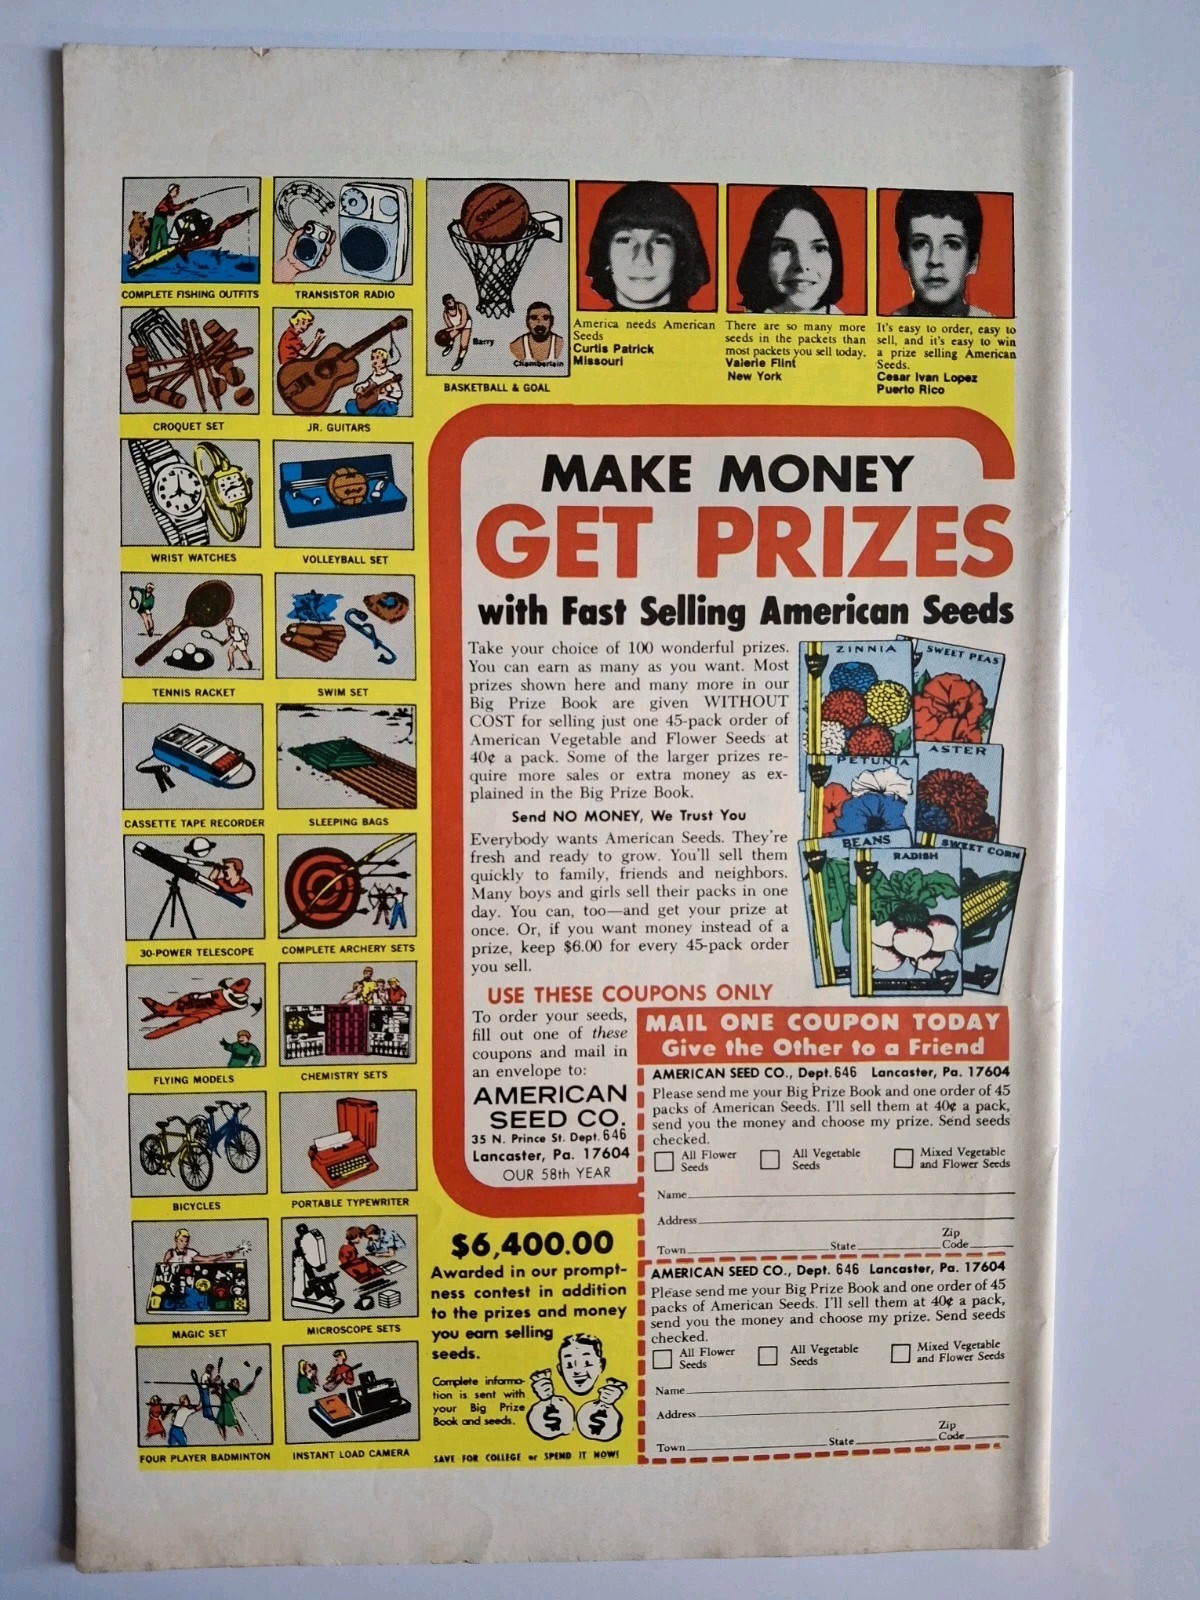 COMPLETE FISHING OUTFITS
TRANSISTOR RADIO
CROQUET SET
JR. GUITARS
WRIST WATCHES
VOLLEYBALL SET
TENNIS RACKET
SWIM SET
CASSETTE TAPE RECORDER
SLEEPING BAGS
30-POWER TELESCOPE
COMPLETE ARCHERY SETS
FLYING MODELS
CHEMISTRY SETS
BICYCLES
PORTABLE TYPEWRITER
MAGIC SET
MICROSCOPE SETS
FOUR PLAYER BADMINTON
INSTANT LOAD CAMERA
SPALDING
Barry
Chamberlain
BASKETBALL & GOAL
America needs American
Seeds
Curtis Patrick
Missouri
There are so many more
seeds in the packets than
most packets you sell today.
Valerie Flint
New York
It's easy to order, easy to
sell, and it's easy to win
a prize selling American
Seeds.
Cesar Ivan Lopez
Puerto Rico
MAKE MONEY
GET PRIZES
with Fast Selling American Seeds
Take your choice of 100 wonderful prizes.
You can earn as many as you want. Most
prizes shown here and many more in our
Big Prize Book are given WITHOUT
COST for selling just one 45-pack order of
American Vegetable and Flower Seeds at
40¢ a pack. Some of the larger prizes re-
quire more sales or extra money as ex-
plained in the Big Prize Book.
Send NO MONEY, We Trust You
Everybody wants American Seeds. They're
fresh and ready to grow. You'll sell them
quickly to family, friends and neighbors.
Many boys and girls sell their packs in one
day. You can, too—and get your prize at
once. Or, if you want money instead of a
prize, keep $6.00 for every 45-pack order
you sell.
ZINNIA
SWEET PEAS
PETUNIA
ASTER
BEANS
RADISH
SWEET CORN
USE THESE COUPONS ONLY
To order your seeds,
fill out one of these
coupons and mail in
an envelope to:
AMERICAN
SEED CO.
35 N. Prince St. Dept. 646
Lancaster, Pa. 17604
OUR 58th YEAR
MAIL ONE COUPON TODAY
Give the Other to a Friend
AMERICAN SEED CO., Dept. 646 Lancaster, Pa. 17604
Please send me your Big Prize Book and one order of 45
packs of American Seeds. I'll sell them at 40¢ a pack,
send you the money and choose my prize. Send seeds
checked.
All Flower
Seeds
All Vegetable
Seeds
Mixed Vegetable
and Flower Seeds
Name
Address
Town State Zip
Code
AMERICAN SEED CO., Dept. 646 Lancaster, Pa. 17604
Please send me your Big Prize Book and one order of 45
packs of American Seeds. I'll sell them at 40¢ a pack,
send you the money and choose my prize. Send seeds
checked.
All Flower
Seeds
All Vegetable
Seeds
Mixed Vegetable
and Flower Seeds
Name
Address
Town State Zip
Code
$6,400.00
Awarded in our prompt-
ness contest in addition
to the prizes and money
you earn selling
seeds.
Complete informa-
tion is sent with
your Big Prize
Book and seeds.
$ $
SAVE FOR COLLEGE or SPEND IT NOW!